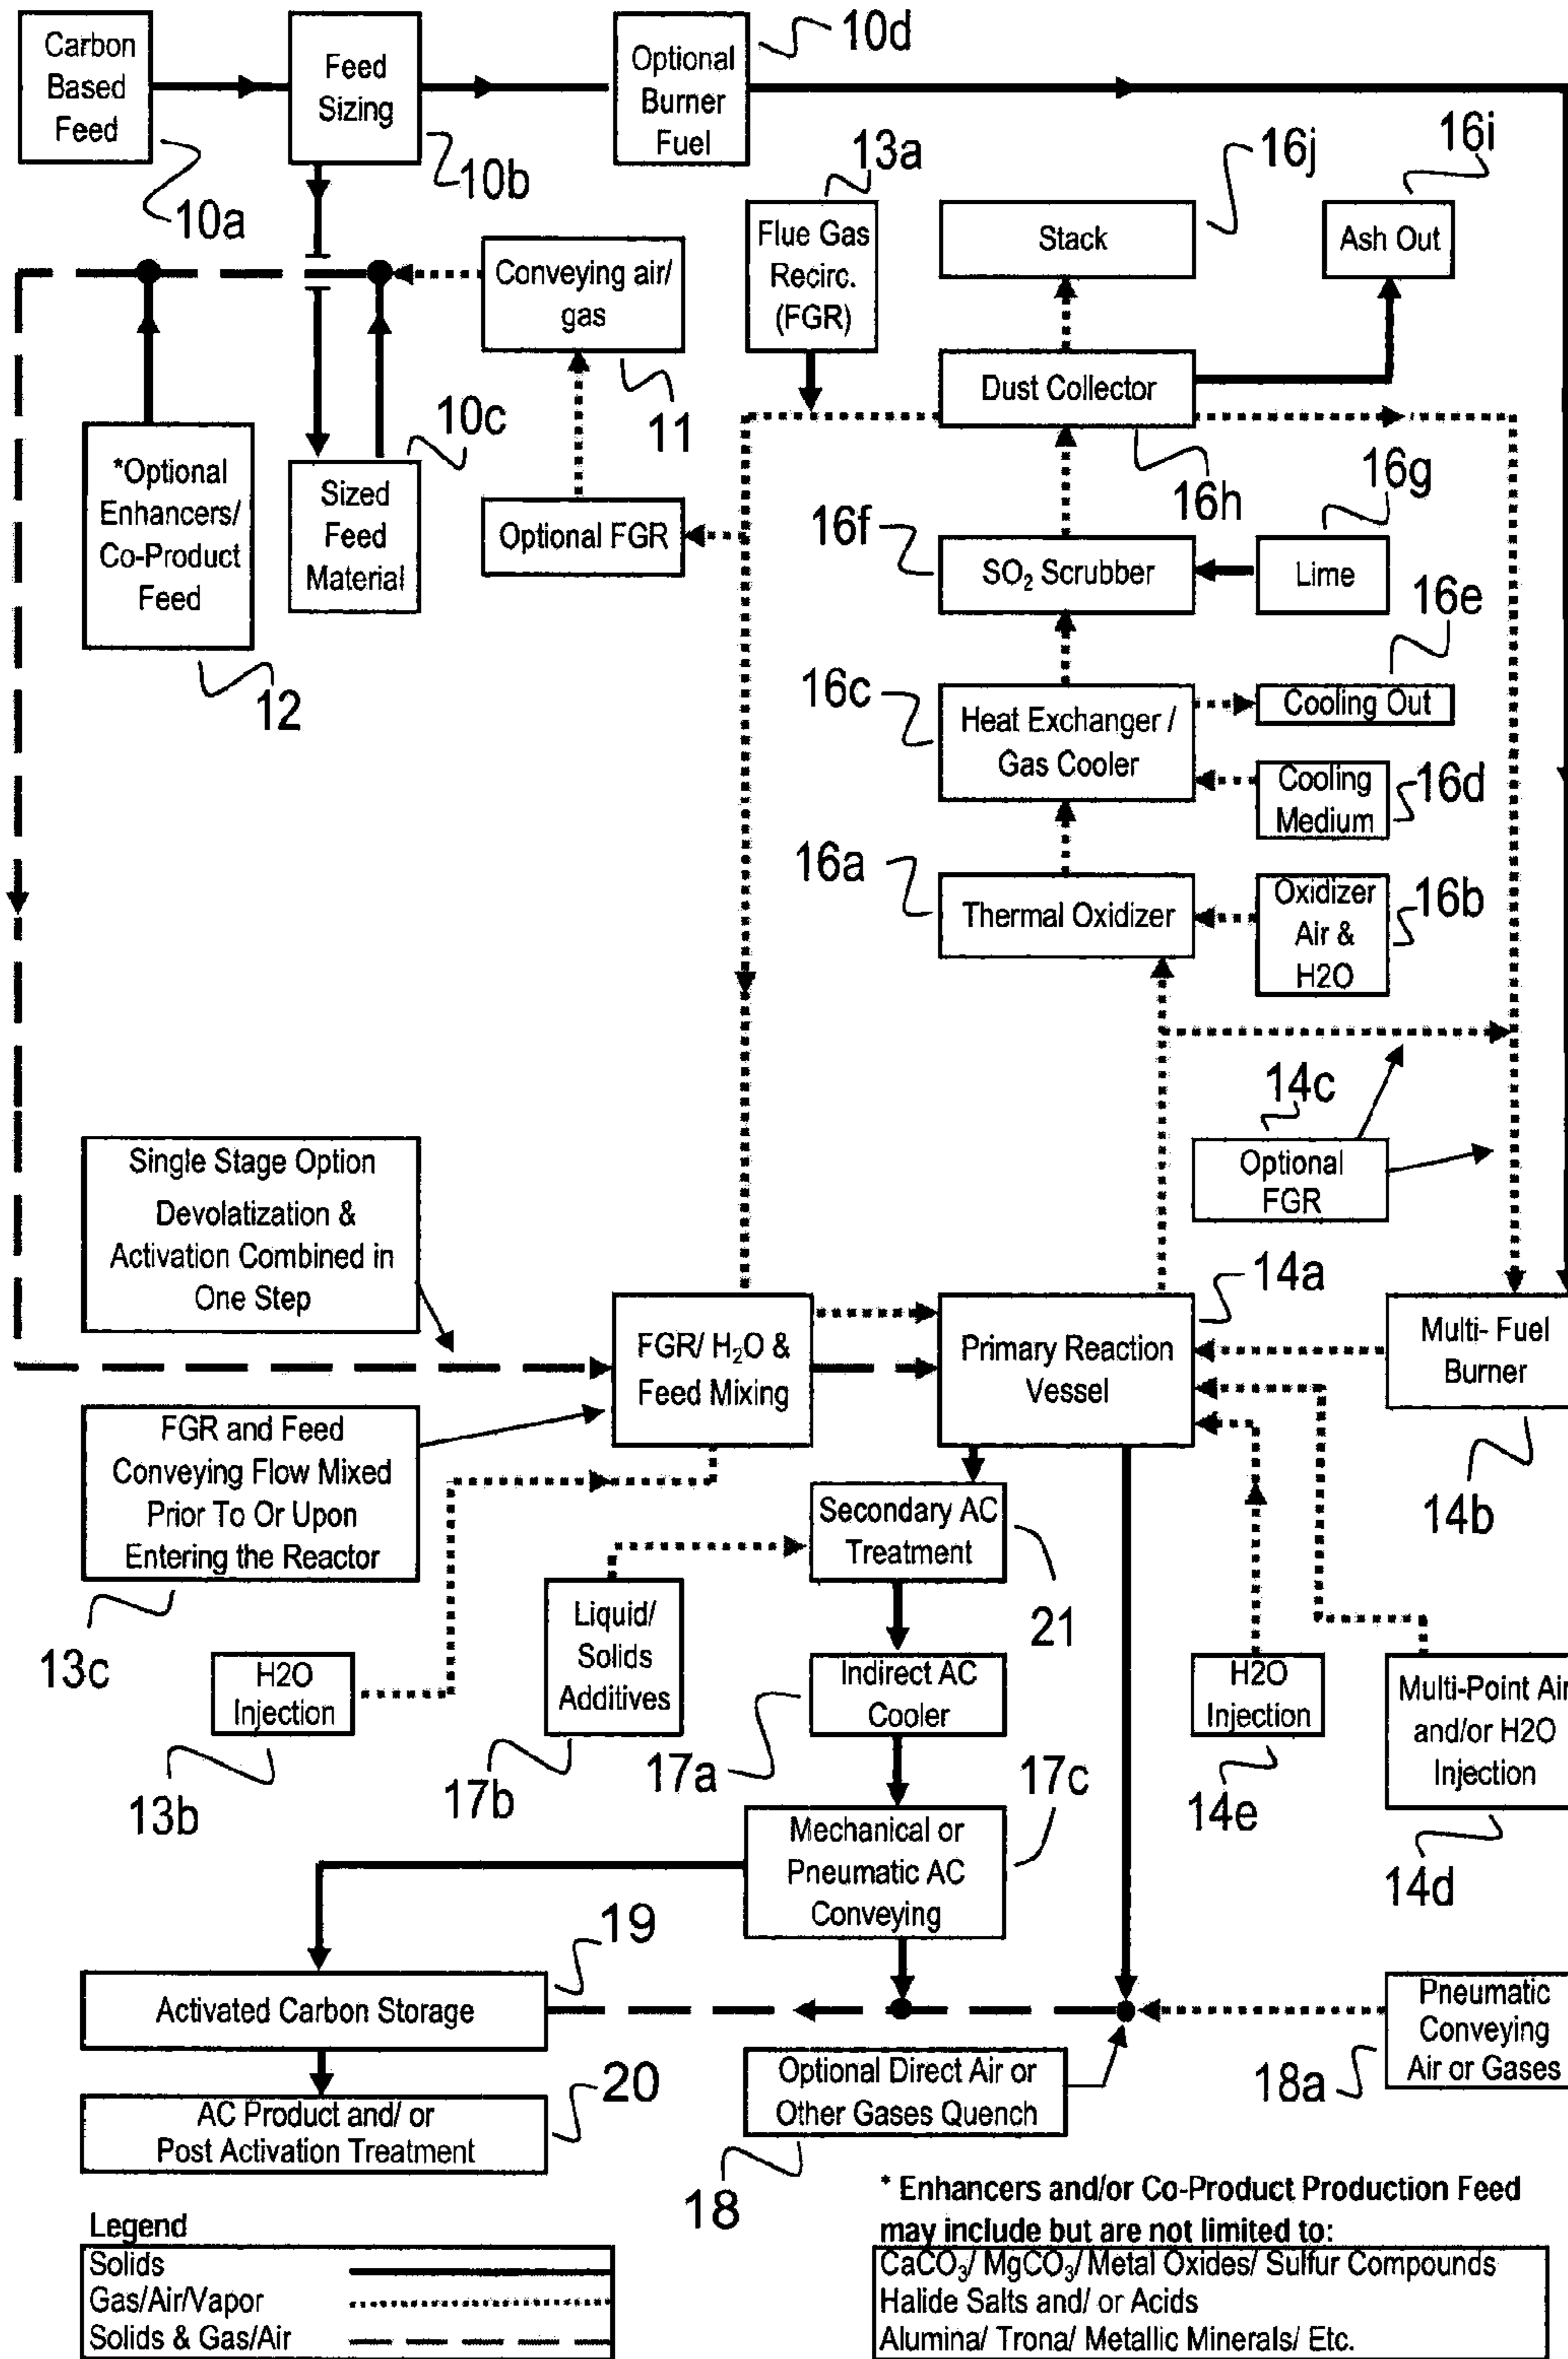 Carbon
Based
Feed
10a
Feed
Sizing
10b
Optional
Burner
Fuel
10d
13a
Flue Gas
Recirc.
(FGR)
16j
Stack
16i
Ash Out
Conveying air/
gas
11
Dust Collector
16h
*Optional
Enhancers/
Co-Product
Feed
12
10c
Sized
Feed
Material
Optional FGR
16f
SO₂ Scrubber
16g
Lime
16e
16c
Heat Exchanger /
Gas Cooler
Cooling Out
Cooling
Medium
16d
16a
Thermal Oxidizer
Oxidizer
Air &
H2O
16b
14c
Optional
FGR
Single Stage Option
Devolatization &
Activation Combined in
One Step
FGR/ H₂O &
Feed Mixing
14a
Primary Reaction
Vessel
Multi- Fuel
Burner
14b
FGR and Feed
Conveying Flow Mixed
Prior To Or Upon
Entering the Reactor
13c
H2O
Injection
13b
Liquid/
Solids
Additives
17b
Secondary AC
Treatment
21
Indirect AC
Cooler
17a
17c
Mechanical or
Pneumatic AC
Conveying
H2O
Injection
14e
Multi-Point Air
and/or H2O
Injection
14d
19
Activated Carbon Storage
20
AC Product and/ or
Post Activation Treatment
Optional Direct Air or
Other Gases Quench
18
Pneumatic
Conveying
Air or Gases
18a
Legend
Solids
Gas/Air/Vapor
Solids & Gas/Air
* Enhancers and/or Co-Product Production Feed
may include but are not limited to:
CaCO₃/ MgCO₃/ Metal Oxides/ Sulfur Compounds
Halide Salts and/ or Acids
Alumina/ Trona/ Metallic Minerals/ Etc.